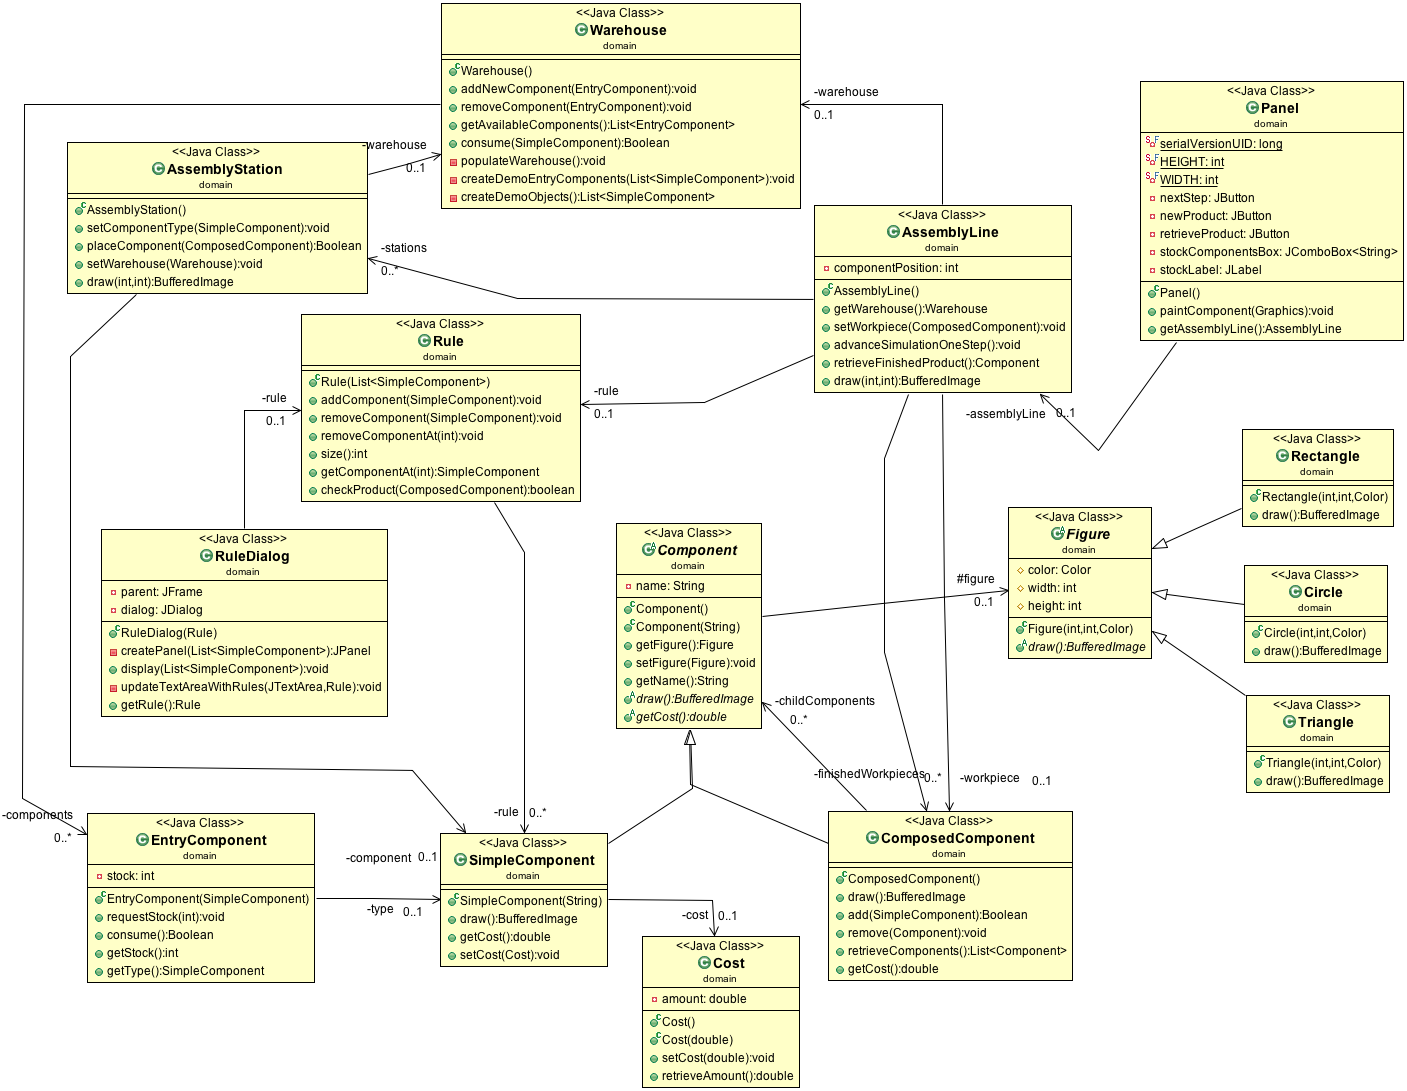 <<Java Class>>
Warehouse
domain
Warehouse()
addNewComponent(EntryComponent):void
removeComponent(EntryComponent):void
getAvailableComponents():List<EntryComponent>
consume(SimpleComponent):Boolean
populateWarehouse():void
createDemoEntryComponents(List<SimpleComponent>):void
createDemoObjects():List<SimpleComponent>
-warehouse
0..1
<<Java Class>>
Panel
domain
serialVersionUID: long
HEIGHT: int
WIDTH: int
nextStep: JButton
newProduct: JButton
retrieveProduct: JButton
stockComponentsBox: JComboBox<String>
stockLabel: JLabel
Panel()
paintComponent(Graphics):void
getAssemblyLine():AssemblyLine
<<Java Class>>
AssemblyStation
domain
AssemblyStation()
setComponentType(SimpleComponent):void
placeComponent(ComposedComponent):Boolean
setWarehouse(Warehouse):void
draw(int,int):BufferedImage
-warehouse
0..1
-stations
0..*
<<Java Class>>
AssemblyLine
domain
componentPosition: int
AssemblyLine()
getWarehouse():Warehouse
setWorkpiece(ComposedComponent):void
advanceSimulationOneStep():void
retrieveFinishedProduct():Component
draw(int,int):BufferedImage
<<Java Class>>
Rule
domain
Rule(List<SimpleComponent>)
addComponent(SimpleComponent):void
removeComponent(SimpleComponent):void
removeComponentAt(int):void
size():int
getComponentAt(int):SimpleComponent
checkProduct(ComposedComponent):boolean
-rule
0..1
-rule
0..1
-assemblyLine
0..1
<<Java Class>>
Rectangle
domain
Rectangle(int,int,Color)
draw():BufferedImage
<<Java Class>>
RuleDialog
domain
parent: JFrame
dialog: JDialog
RuleDialog(Rule)
createPanel(List<SimpleComponent>):JPanel
display(List<SimpleComponent>):void
updateTextAreaWithRules(JTextArea,Rule):void
getRule():Rule
<<Java Class>>
Component
domain
name: String
Component()
Component(String)
getFigure():Figure
setFigure(Figure):void
getName():String
draw():BufferedImage
getCost():double
#figure
0..1
<<Java Class>>
Figure
domain
color: Color
width: int
height: int
Figure(int,int,Color)
draw():BufferedImage
<<Java Class>>
Circle
domain
Circle(int,int,Color)
draw():BufferedImage
<<Java Class>>
Triangle
domain
Triangle(int,int,Color)
draw():BufferedImage
-childComponents
0..*
-finishedWorkpieces
0..*
-workpiece
0..1
-components
0..*
<<Java Class>>
EntryComponent
domain
stock: int
EntryComponent(SimpleComponent)
requestStock(int):void
consume():Boolean
getStock():int
getType():SimpleComponent
-rule
0..*
-component
0..1
-type
0..1
<<Java Class>>
SimpleComponent
domain
SimpleComponent(String)
draw():BufferedImage
getCost():double
setCost(Cost):void
-cost
0..1
<<Java Class>>
ComposedComponent
domain
ComposedComponent()
draw():BufferedImage
add(SimpleComponent):Boolean
remove(Component):void
retrieveComponents():List<Component>
getCost():double
<<Java Class>>
Cost
domain
amount: double
Cost()
Cost(double)
setCost(double):void
retrieveAmount():double